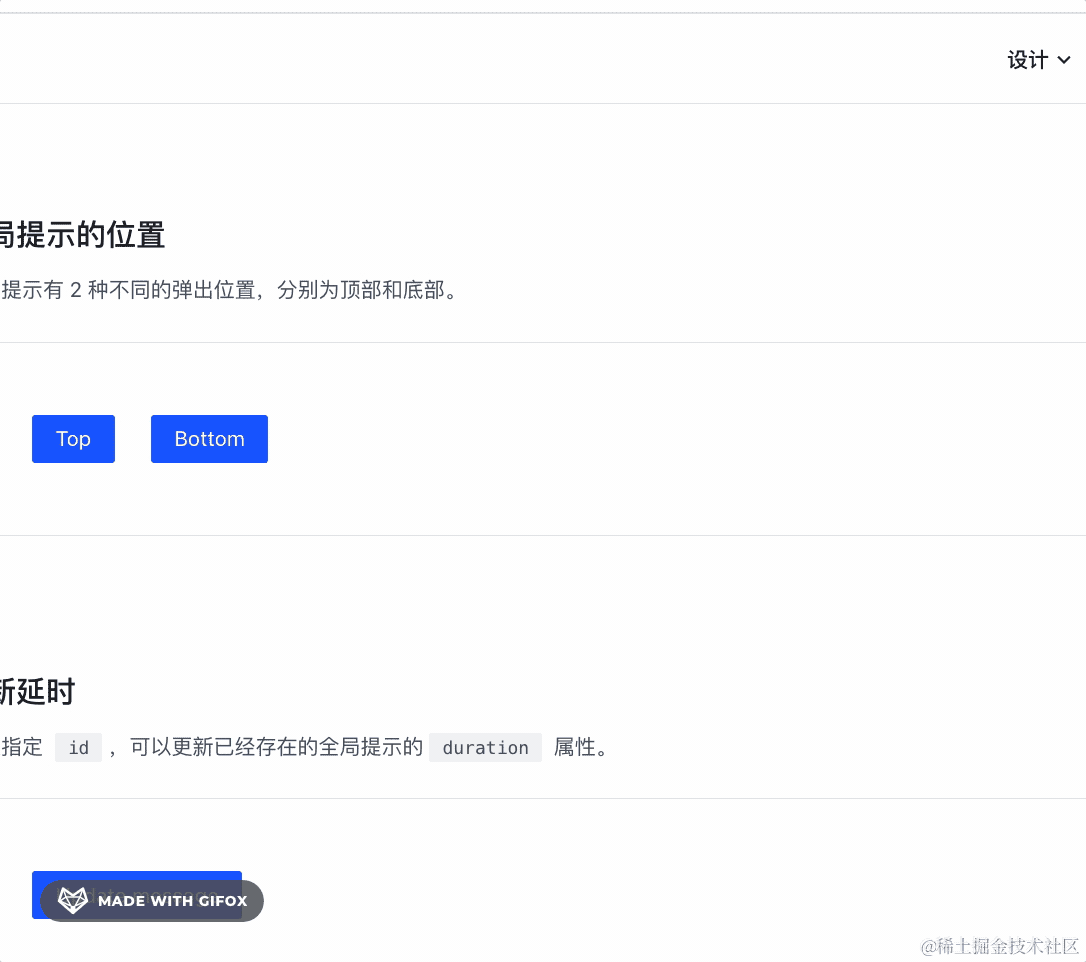 设计
局提示的位置
提示有 2 种不同的弹出位置，分别为顶部和底部。
Top Bottom
新延时
指定 id ，可以更新已经存在的全局提示的 duration 属性。
Update message
MADE WITH GIFOX
@稀土掘金技术社区